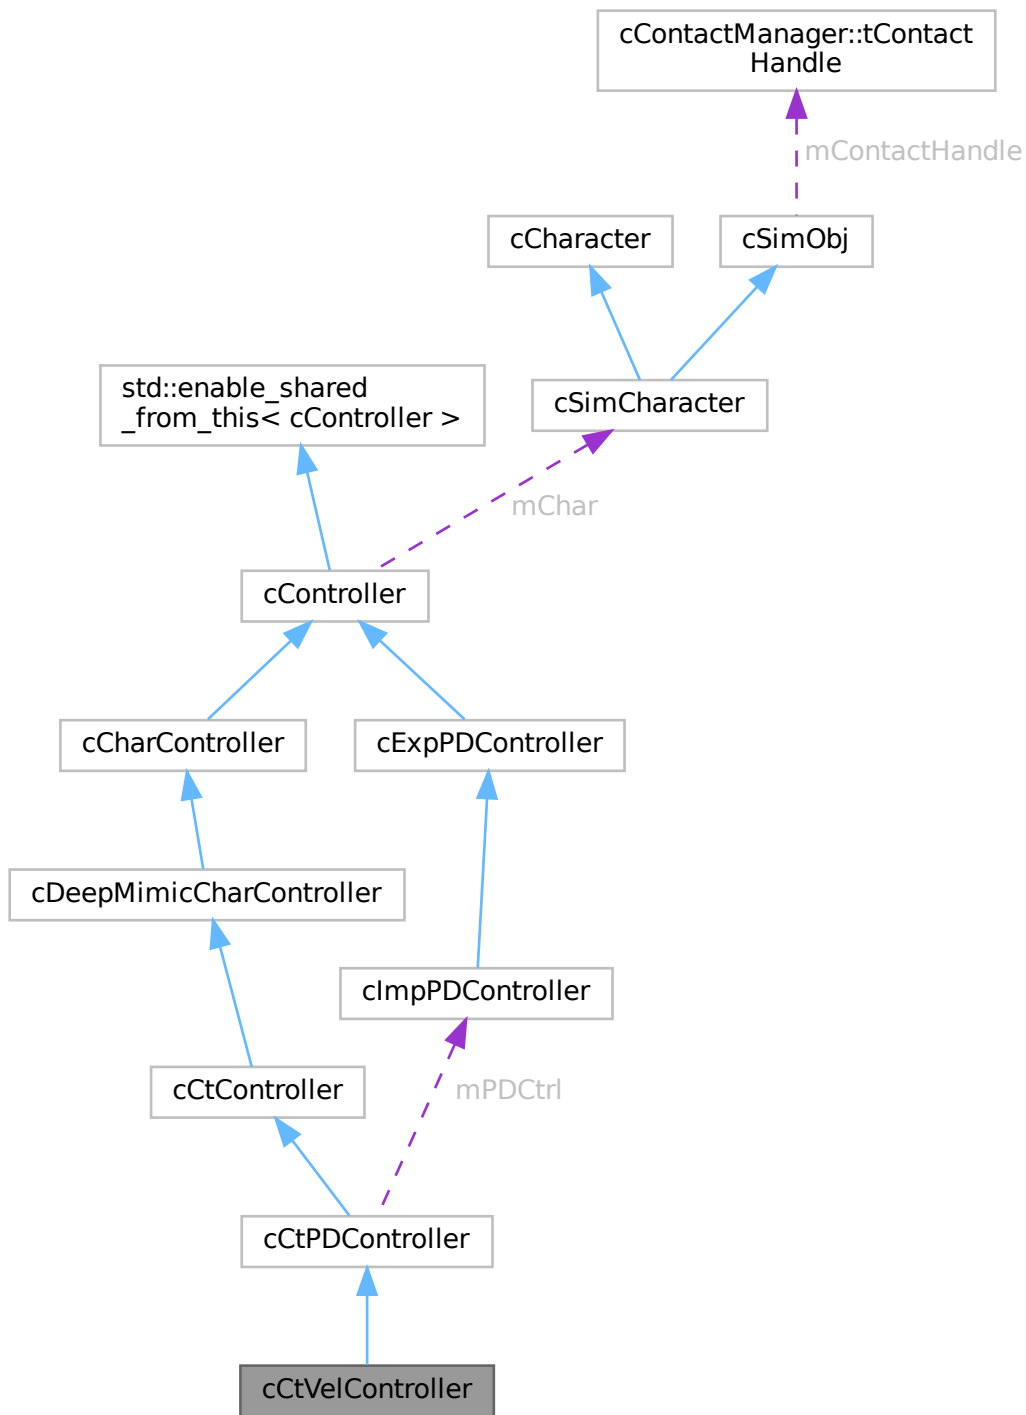 cContactManager::tContact
Handle
mContactHandle
cCharacter
cSimObj
std::enable_shared
_from_this< cController >
cSimCharacter
mChar
cController
cCharController
cExpPDController
cDeepMimicCharController
cImpPDController
cCtController
mPDCtrl
cCtPDController
cCtVelController